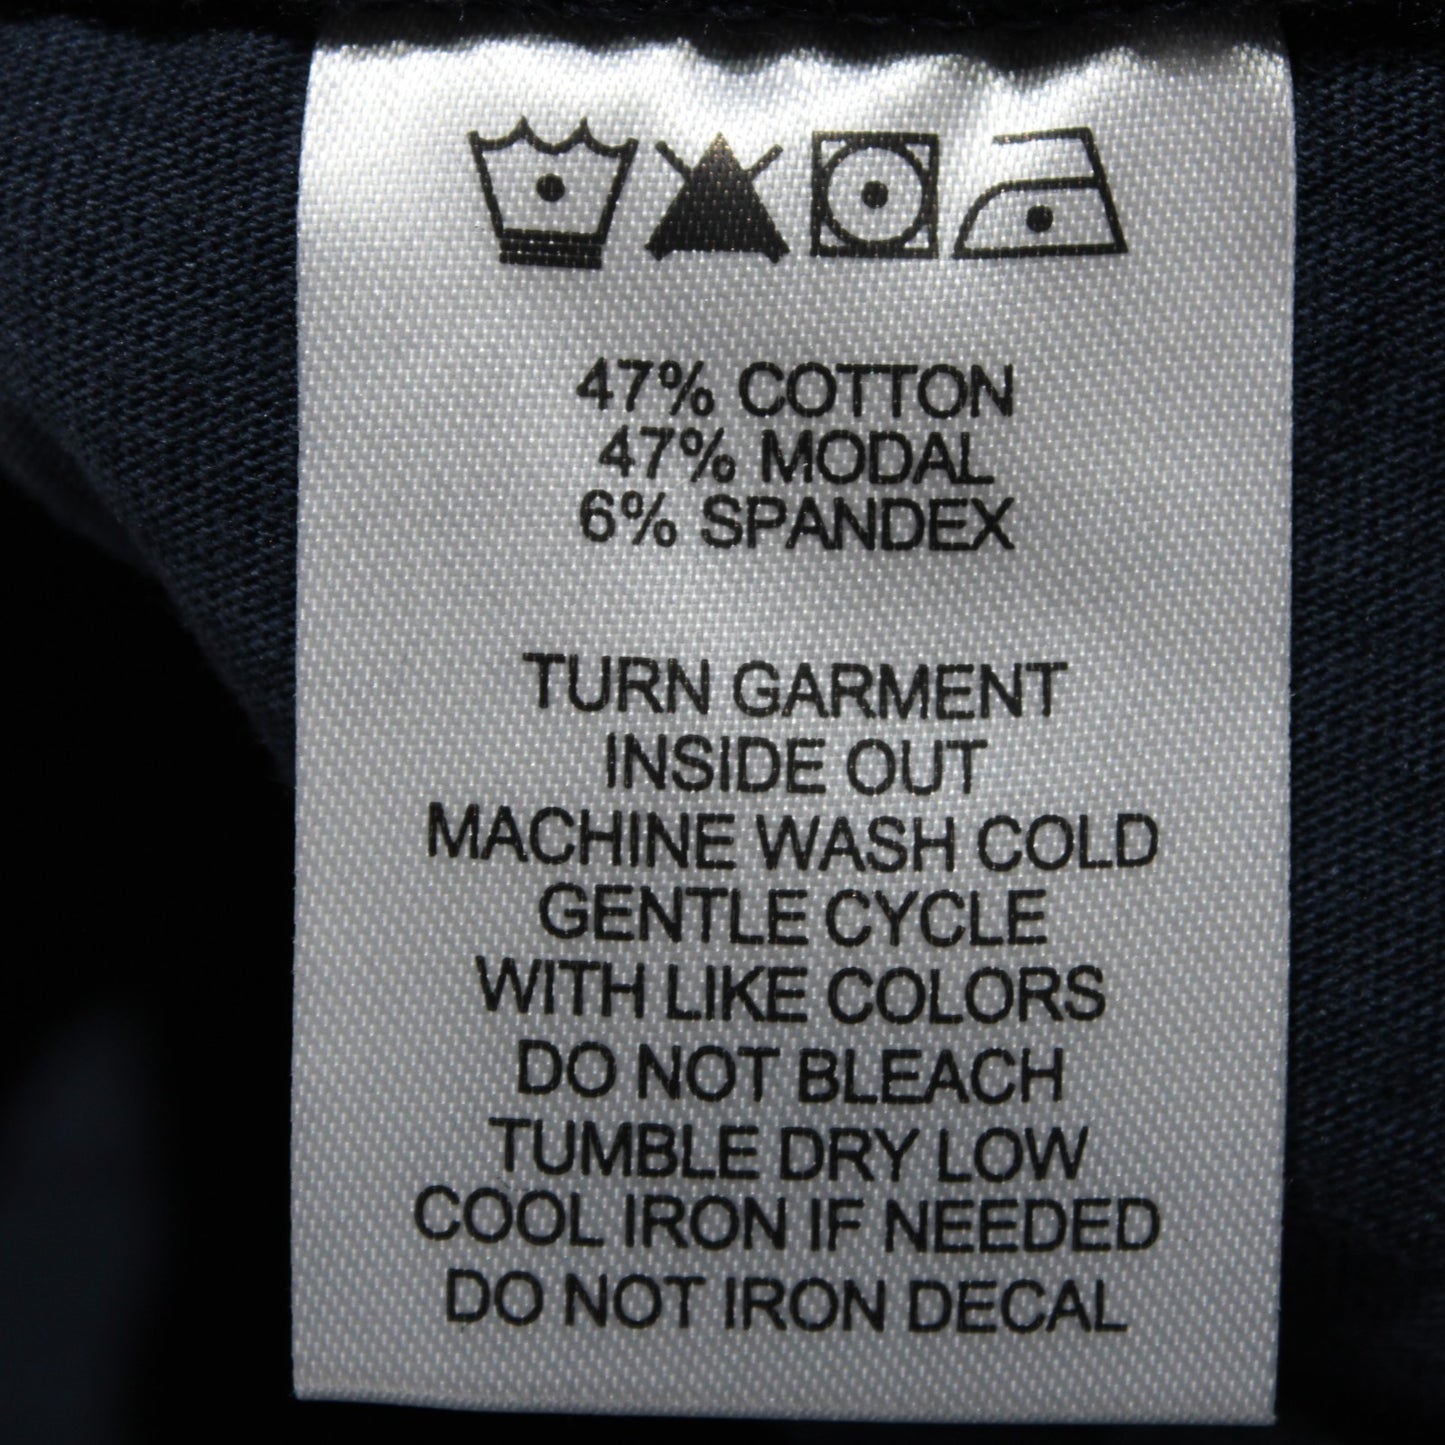 47% COTTON
47% MODAL
6% SPANDEX
TURN GARMENT
INSIDE OUT
MACHINE WASH COLD
GENTLE CYCLE
WITH LIKE COLORS
DO NOT BLEACH
TUMBLE DRY LOW
COOL IRON IF NEEDED
DO NOT IRON DECAL